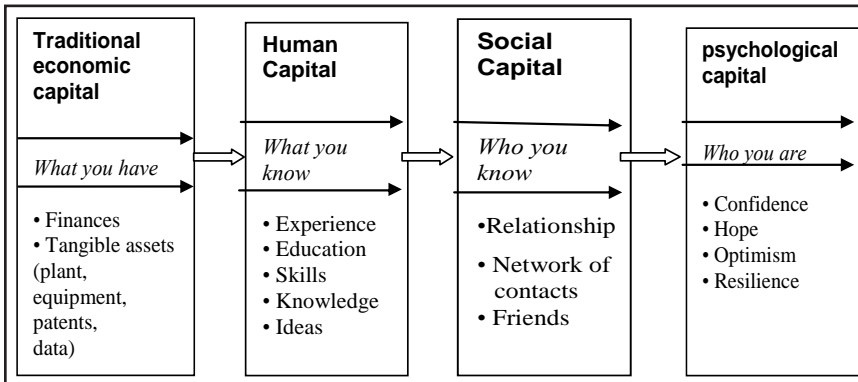 Traditional
economic
capital
What you have
• Finances
• Tangible assets
(plant,
equipment,
patents,
data)
Human
Capital
What you
know
• Experience
• Education
• Skills
• Knowledge
• Ideas
Social
Capital
Who you
know
•Relationship
• Network of
contacts
• Friends
psychological
capital
Who you are
• Confidence
• Hope
• Optimism
• Resilience